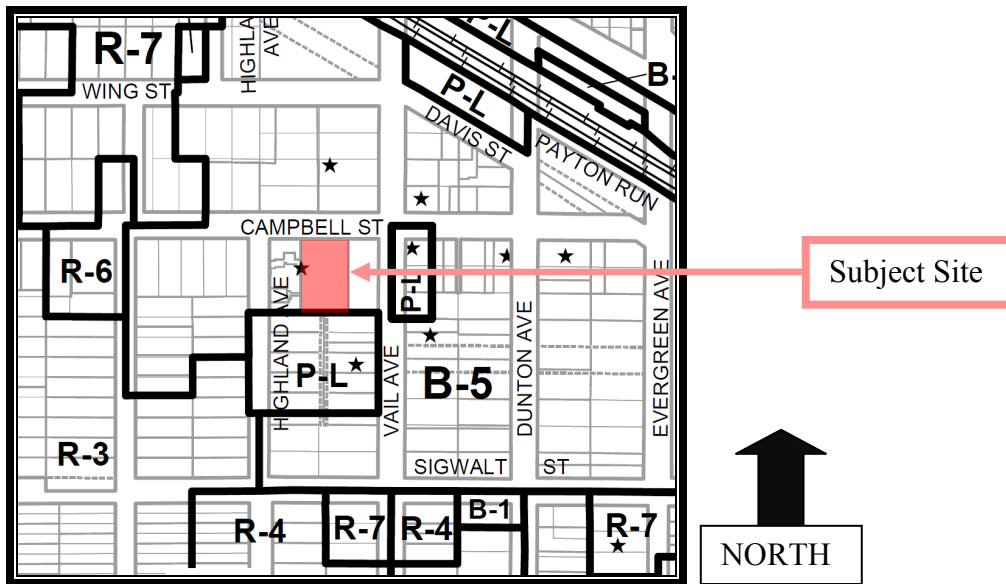 HIGHLA
AVE
P-L
R-7
B-
WING ST
P-L
DAVIS ST
PAYTON RUN
CAMPBELL ST
R-6
P-L
Subject Site
HIGHLAND AVE
P-L
VAIL AVE
B-5
DUNTON AVE
EVERGREEN AVE
R-3
SIGWALT ST
R-4
R-7
R-4
B-1
R-7
NORTH